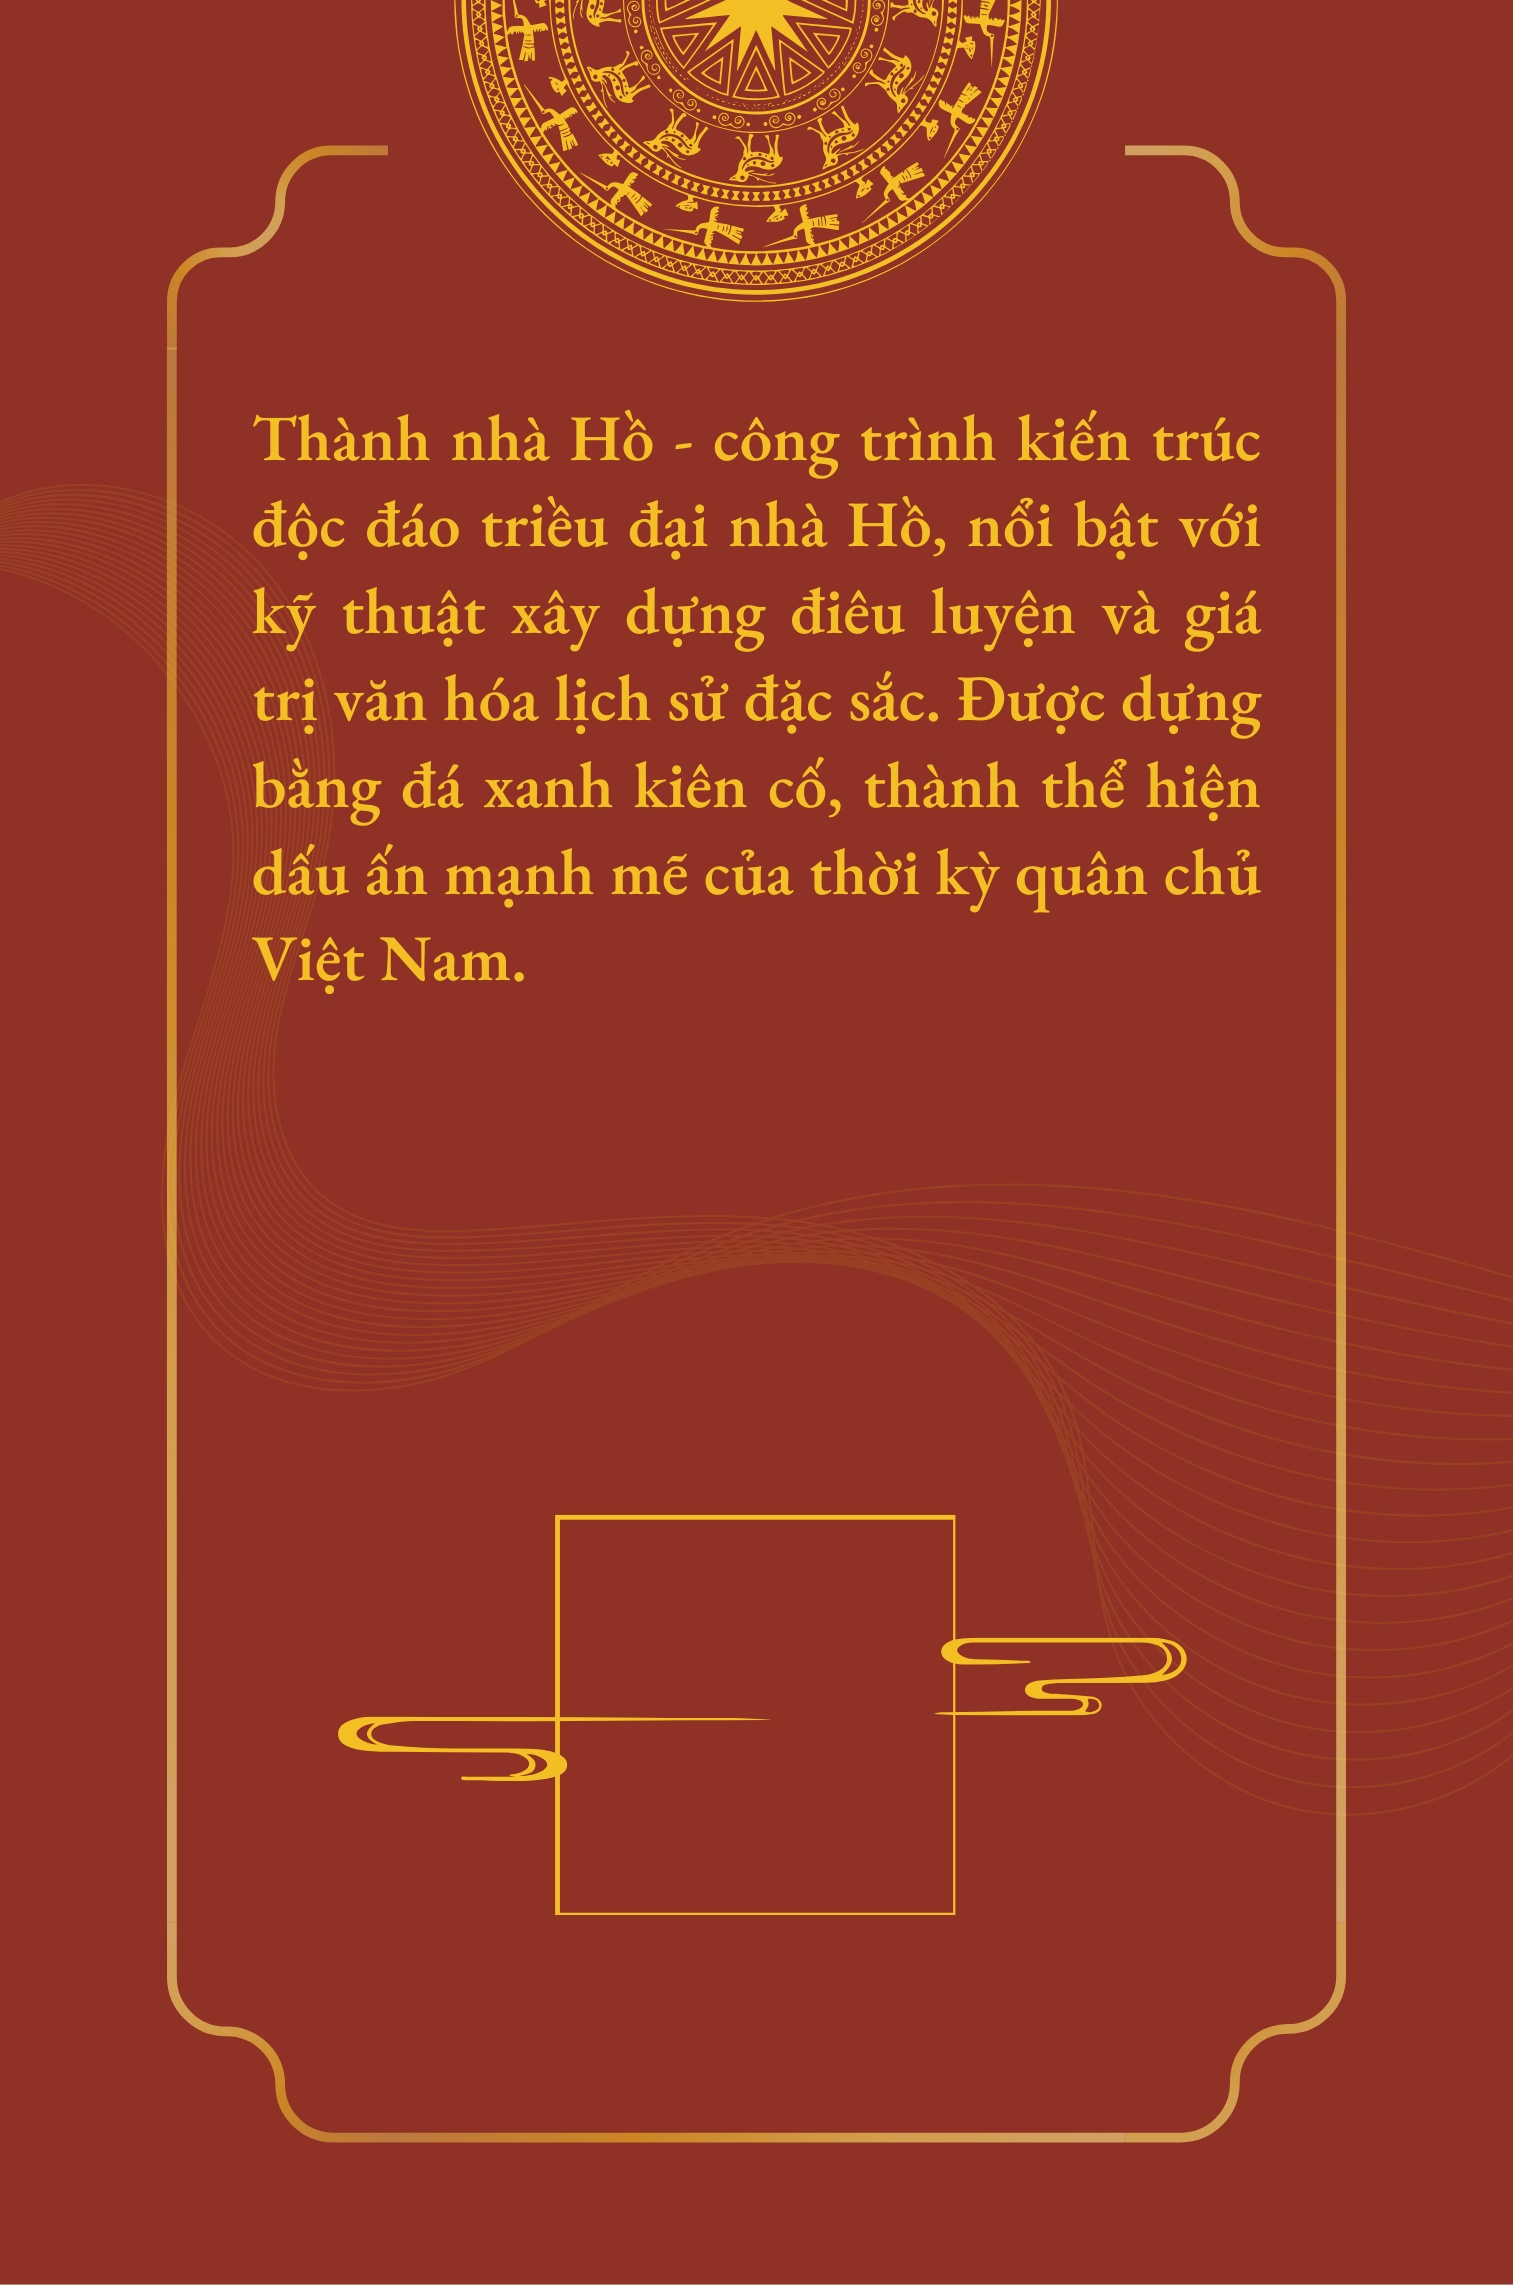 Thành nhà Hồ - công trình kiến trúc
độc đáo triều đại nhà Hồ, nổi bật với
kỹ thuật xây dựng điêu luyện và giá
trị văn hóa lịch sử đặc sắc. Được dựng
bằng đá xanh kiên cố, thành thể hiện
dấu ấn mạnh mẽ của thời kỳ quân chủ
Việt Nam.